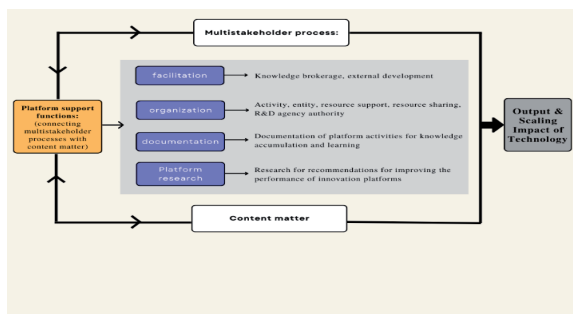 Multistakeholder process:
facilitation
Knowledge brokerage, external development
Platform support
functions:
(connecting
multistakeholder
processes with
content matter)
organization
Activity, entity, resource support, resource sharing,
R&D agency authority
documentation
Documentation of platform activities for knowledge
accumulation and learning
Platform
research
Research for recommendations for improving the
performance of innovation platforms
Output &
Scaling
Impact of
Technology
Content matter